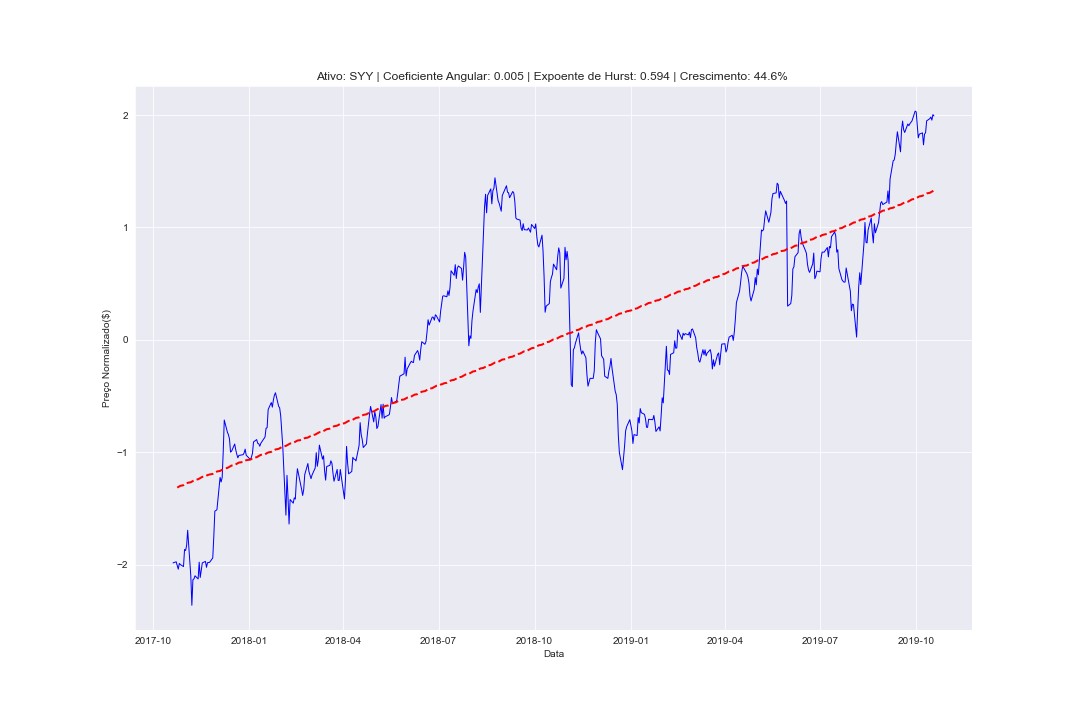 Ativo: SYY | Coeficiente Angular: 0.005 | Expoente de Hurst: 0.594 | Crescimento: 44.6%
2
1
0
−1
−2
Preço Normalizado($)
2017-10 2018-01 2018-04 2018-07 2018-10 2019-01 2019-04 2019-07 2019-10
Data